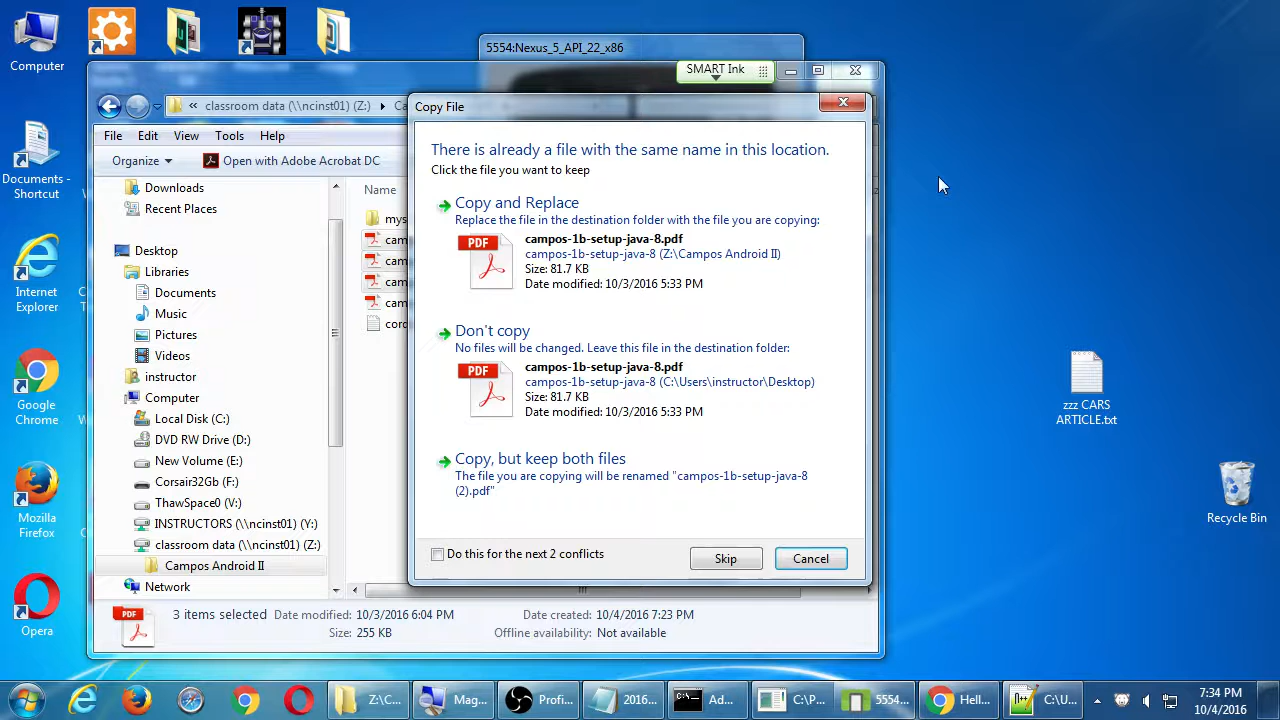 Computer
Documents -
Shortcut
Internet
Explorer
Google
Chrome
Mozilla
Firefox
Opera
5554:Nexus_5_API_22_x86
SMART Ink
« classroom data (\\ncinst01) (Z:)
File Edit View Tools Help
Organize Open with Adobe Acrobat DC
Name
Downloads
Recent Places
Desktop
Libraries
Documents
Music
Pictures
Videos
instructor
Computer
Local Disk (C:)
DVD RW Drive (D:)
New Volume (E:)
Corsair32Gb (F:)
ThawSpace0 (V:)
INSTRUCTORS (\\ncinst01) (Y:)
classroom data (\\ncinst01) (Z:)
Campos Android II
Network
mys
cam
cam
cam
cam
cord
Copy File
There is already a file with the same name in this location.
Click the file you want to keep
Copy and Replace
Replace the file in the destination folder with the file you are copying:
PDF
campos-1b-setup-java-8.pdf
campos-1b-setup-java-8 (Z:\Campos Android II)
Size: 81.7 KB
Date modified: 10/3/2016 5:33 PM
Don't copy
No files will be changed. Leave this file in the destination folder:
PDF
campos-1b-setup-java-8.pdf
campos-1b-setup-java-8 (C:\Users\instructor\Desktop)
Size: 81.7 KB
Date modified: 10/3/2016 5:33 PM
Copy, but keep both files
The file you are copying will be renamed "campos-1b-setup-java-8
(2).pdf"
Do this for the next 2 conflicts
Skip Cancel
PDF
3 items selected Date modified: 10/3/2016 6:04 PM Date created: 10/4/2016 7:23 PM
Size: 255 KB Offline availability: Not available
zzz CARS
ARTICLE.txt
Recycle Bin
Z:\C... Mag... Profi... 2016... Ad... C:\P... 5554... Hell... C:\U...
7:34 PM
10/4/2016